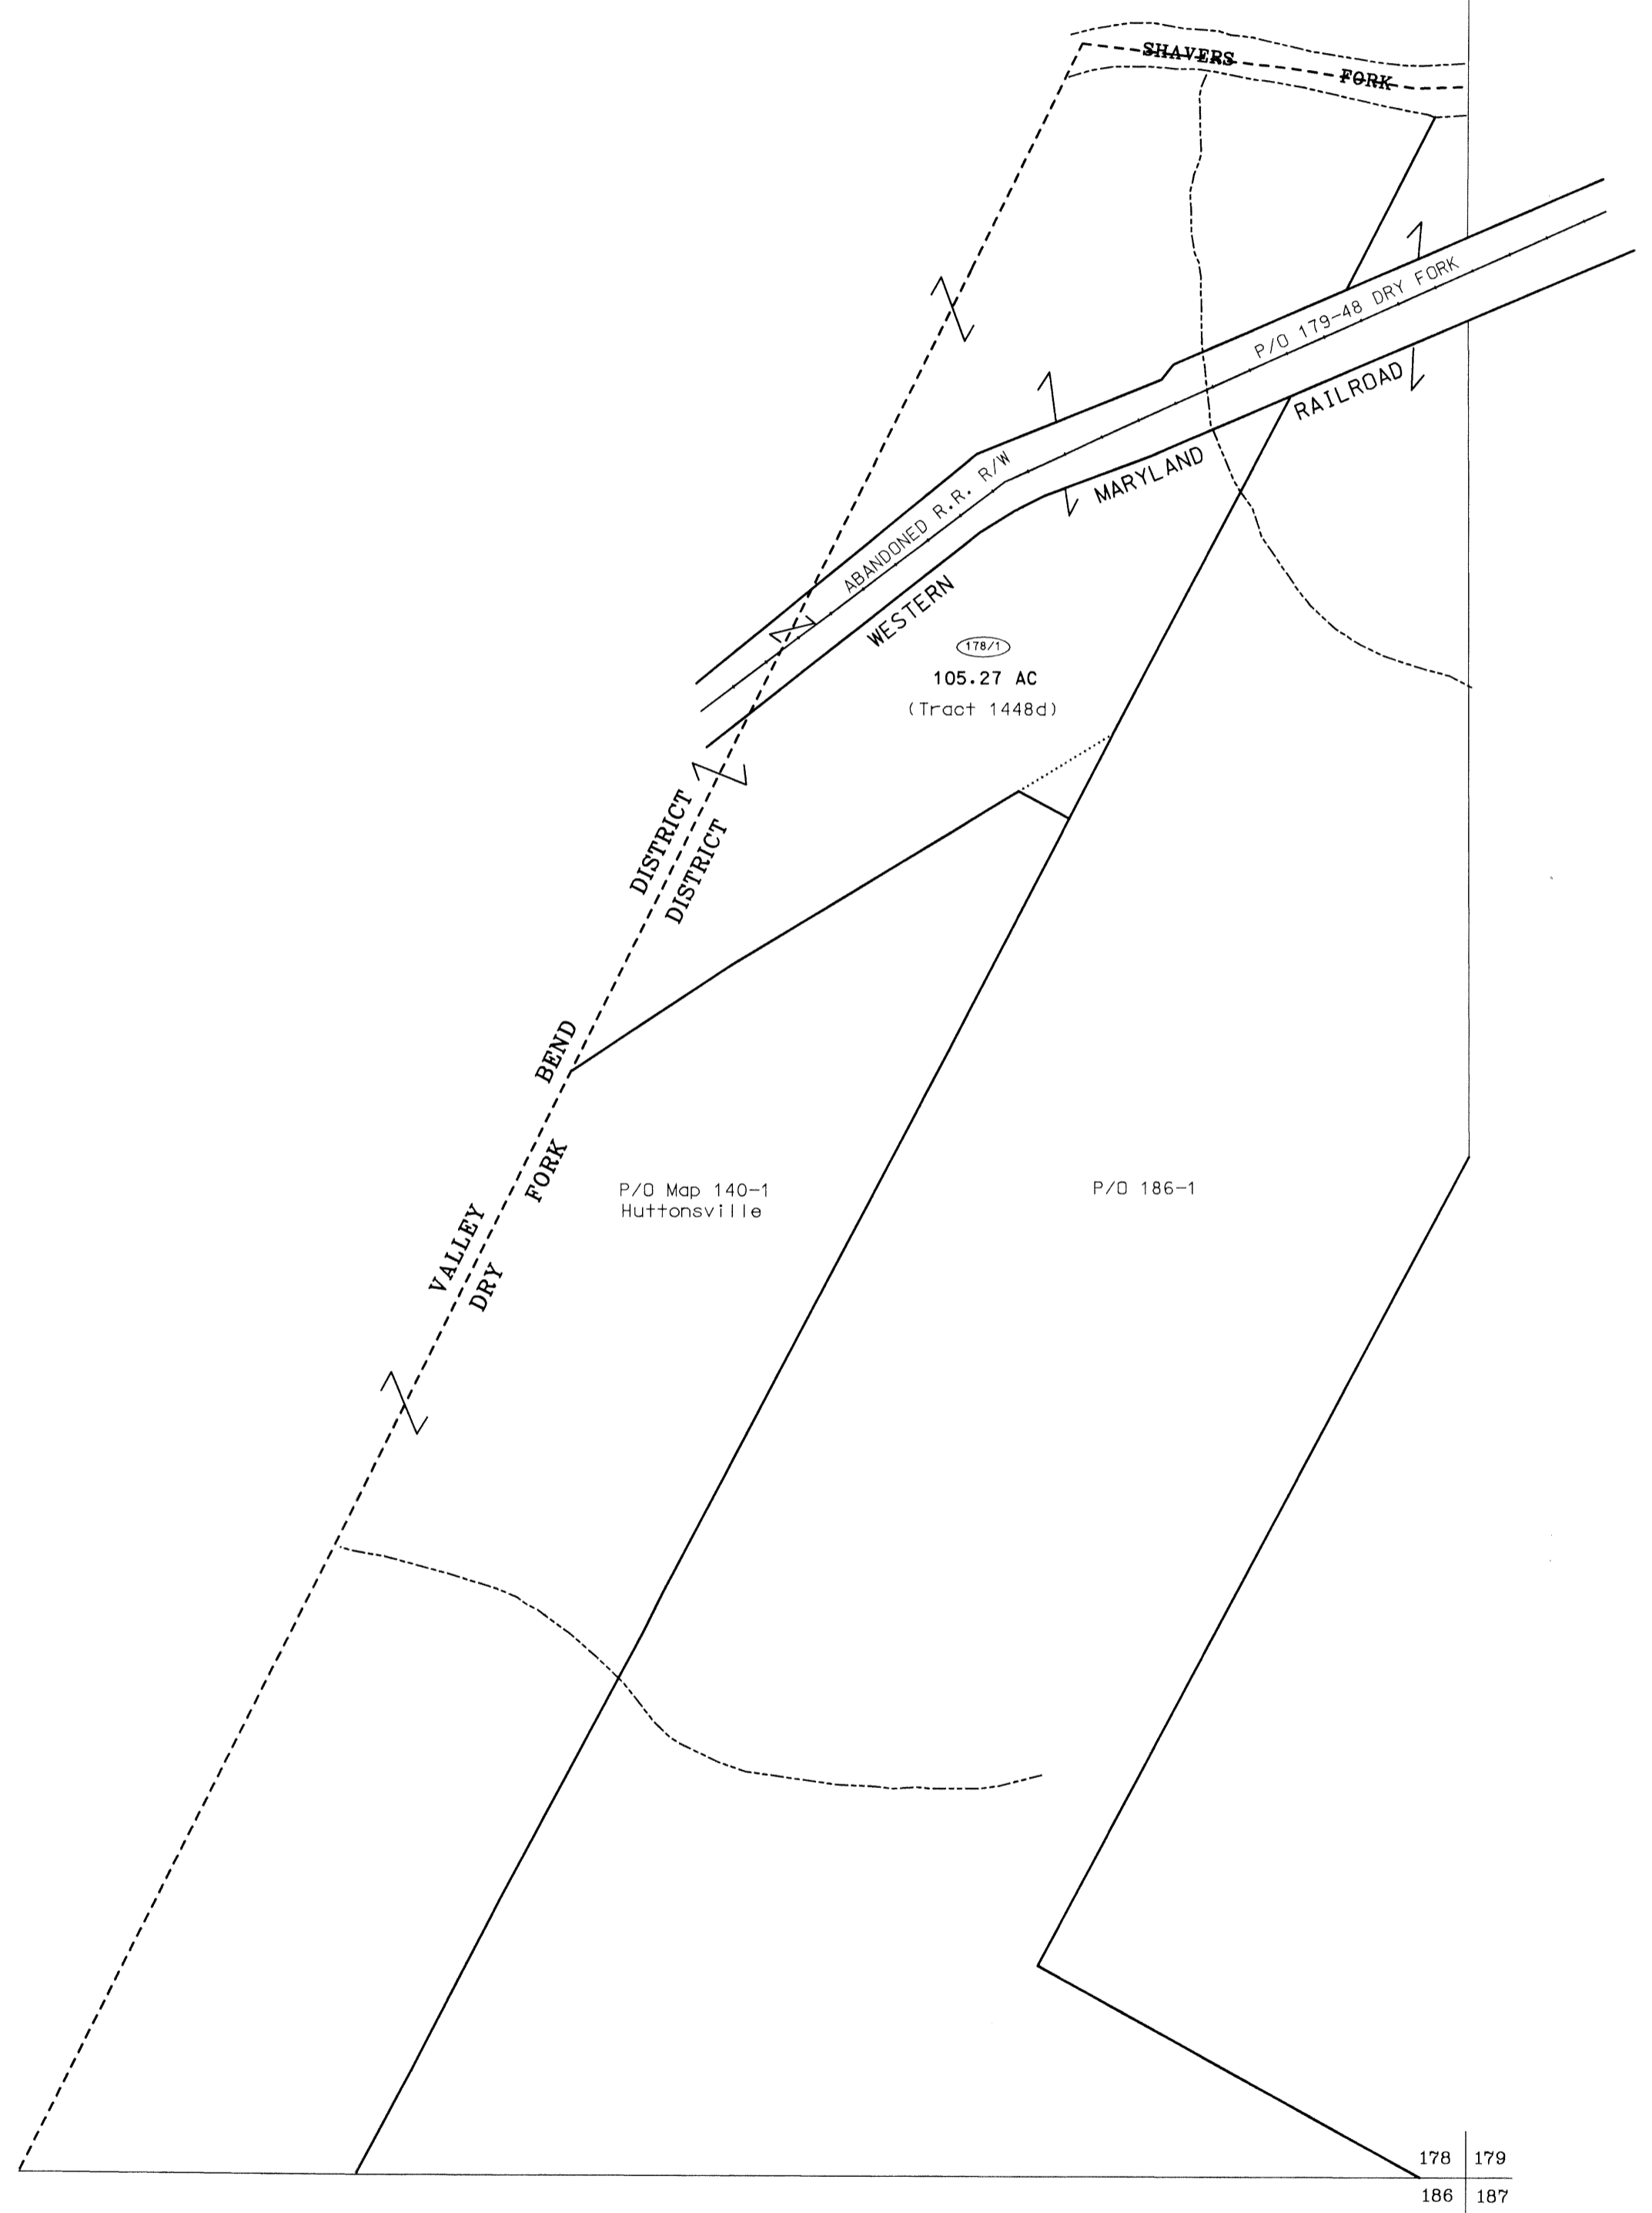 SHAVERS FORK
P/O 179-48 DRY FORK
ABANDONED R.R. R/W
WESTERN MARYLAND RAILROAD
178/1
105.27 AC
(Tract 1448d)
VALLEY BEND DISTRICT
DRY FORK DISTRICT
P/O Map 140-1
Huttonsville
P/O 186-1
178 179
186 187